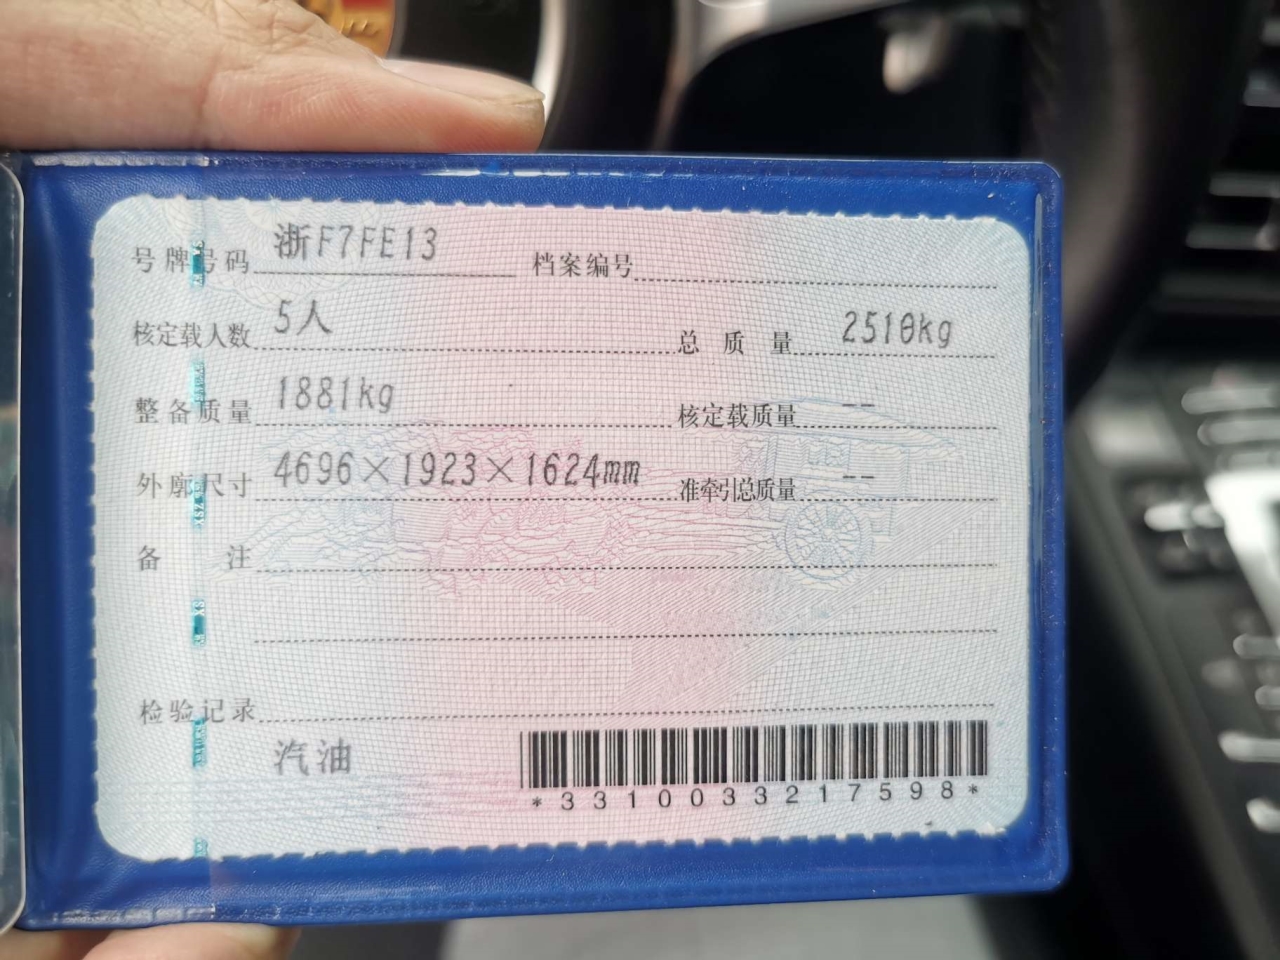 号牌号码 浙F7FE13 档案编号
核定载人数 5人 总质量 2510kg
整备质量 1881kg 核定载质量 --
外廓尺寸 4696×1923×1624mm 准牵引总质量 --
备注
检验记录
汽油
*3310033217598*